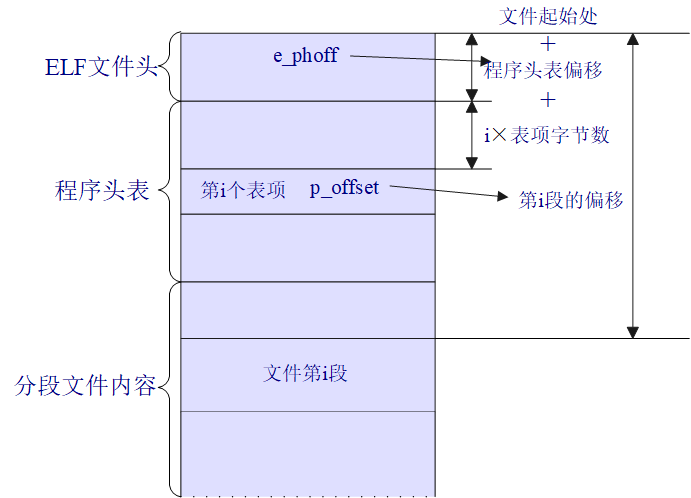 文件起始处
+
ELF文件头
e_phoff
程序头表偏移
+
i×表项字节数
程序头表
第i个表项
p_offset
第i段的偏移
分段文件内容
文件第i段